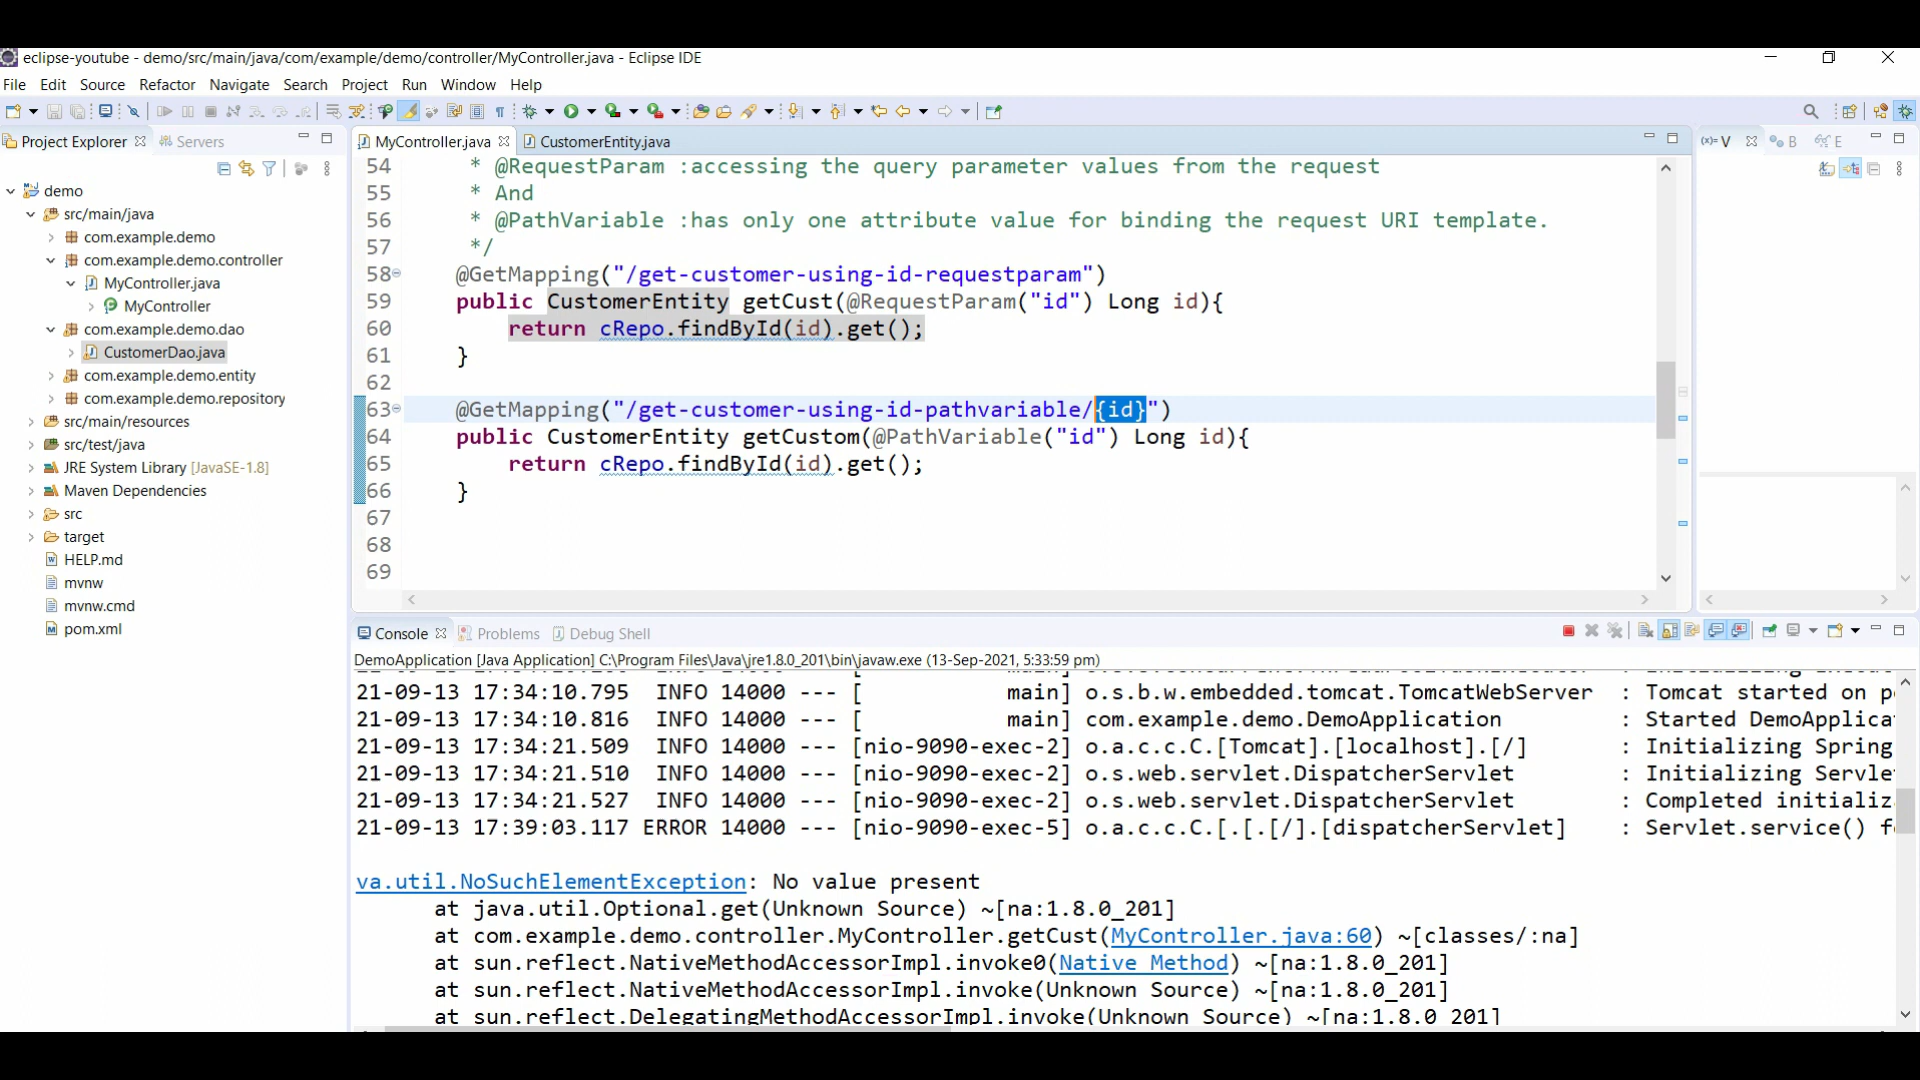 eclipse-youtube - demo/src/main/java/com/example/demo/controller/MyController.java - Eclipse IDE
File Edit Source Refactor Navigate Search Project Run Window Help
Project Explorer Servers
demo
src/main/java
com.example.demo
com.example.demo.controller
MyController.java
MyController
com.example.demo.dao
CustomerDao.java
com.example.demo.entity
com.example.demo.repository
src/main/resources
src/test/java
JRE System Library [JavaSE-1.8]
Maven Dependencies
src
target
HELP.md
mvnw
mvnw.cmd
pom.xml
MyController.java CustomerEntity.java
54 * @RequestParam :accessing the query parameter values from the request
55 * And
56 * @PathVariable :has only one attribute value for binding the request URI template.
57 */
58 @GetMapping("/get-customer-using-id-requestparam")
59 public CustomerEntity getCust(@RequestParam("id") Long id){
60 return cRepo.findById(id).get();
61 }
62
63 @GetMapping("/get-customer-using-id-pathvariable/{id}")
64 public CustomerEntity getCustom(@PathVariable("id") Long id){
65 return cRepo.findById(id).get();
66 }
67
68
69
(x)= V B E
Console Problems Debug Shell
DemoApplication [Java Application] C:\Program Files\Java\jre1.8.0_201\bin\javaw.exe (13-Sep-2021, 5:33:59 pm)
21-09-13 17:34:10.795 INFO 14000 --- [ main] o.s.b.w.embedded.tomcat.TomcatWebServer : Tomcat started on p
21-09-13 17:34:10.816 INFO 14000 --- [ main] com.example.demo.DemoApplication : Started DemoApplica
21-09-13 17:34:21.509 INFO 14000 --- [nio-9090-exec-2] o.a.c.c.C.[Tomcat].[localhost].[/] : Initializing Spring
21-09-13 17:34:21.510 INFO 14000 --- [nio-9090-exec-2] o.s.web.servlet.DispatcherServlet : Initializing Servle
21-09-13 17:34:21.527 INFO 14000 --- [nio-9090-exec-2] o.s.web.servlet.DispatcherServlet : Completed initializ
21-09-13 17:39:03.117 ERROR 14000 --- [nio-9090-exec-5] o.a.c.c.C.[.[.[/].[dispatcherServlet] : Servlet.service() f
va.util.NoSuchElementException: No value present
at java.util.Optional.get(Unknown Source) ~[na:1.8.0_201]
at com.example.demo.controller.MyController.getCust(MyController.java:60) ~[classes/:na]
at sun.reflect.NativeMethodAccessorImpl.invoke0(Native Method) ~[na:1.8.0_201]
at sun.reflect.NativeMethodAccessorImpl.invoke(Unknown Source) ~[na:1.8.0_201]
at sun.reflect.DelegatingMethodAccessorImpl.invoke(Unknown Source) ~[na:1.8.0_201]